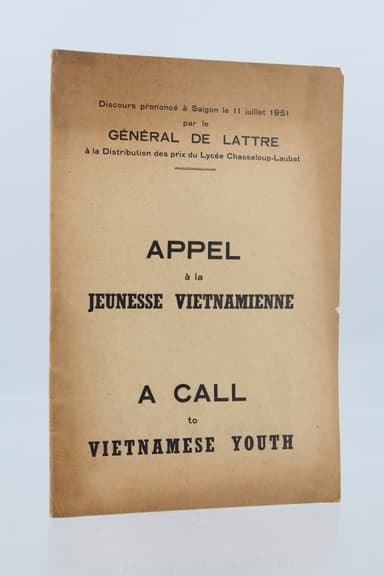 Discours prononcé à Saigon le 11 juillet 1951
par le
GÉNÉRAL DE LATTRE
à la Distribution des prix du Lycée Chasseloup-Laubat
APPEL
à la
JEUNESSE VIETNAMIENNE
A CALL
to
VIETNAMESE YOUTH